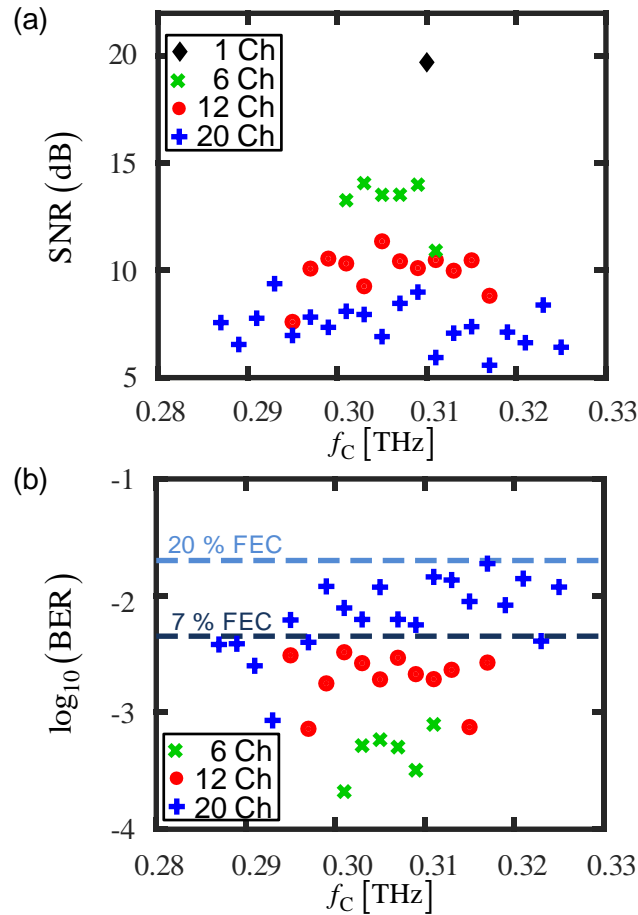 (a)
20
15
10
5
SNR (dB)
1 Ch
6 Ch
12 Ch
20 Ch
0.28 0.29 0.30 0.31 0.32 0.33
fC [THz]
(b)
-1
-2
-3
-4
log10(BER)
20 % FEC
7 % FEC
6 Ch
12 Ch
20 Ch
0.28 0.29 0.30 0.31 0.32 0.33
fC [THz]